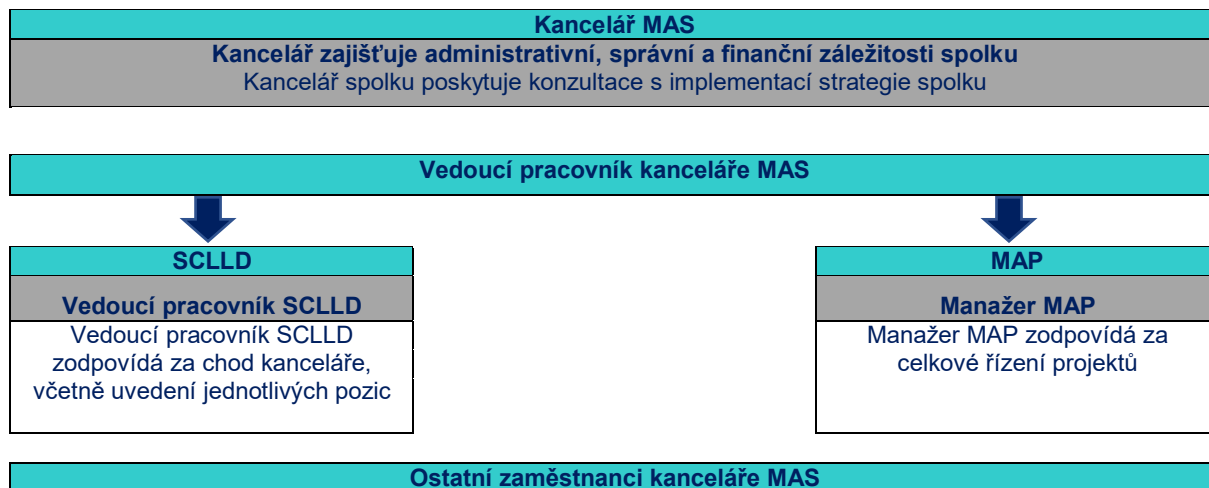 Kancelář MAS
Kancelář zajišťuje administrativní, správní a finanční záležitosti spolku
Kancelář spolku poskytuje konzultace s implementací strategie spolku
Vedoucí pracovník kanceláře MAS
SCLLD
Vedoucí pracovník SCLLD
Vedoucí pracovník SCLLD
zodpovídá za chod kanceláře,
včetně uvedení jednotlivých pozic
MAP
Manažer MAP
Manažer MAP zodpovídá za
celkové řízení projektů
Ostatní zaměstnanci kanceláře MAS